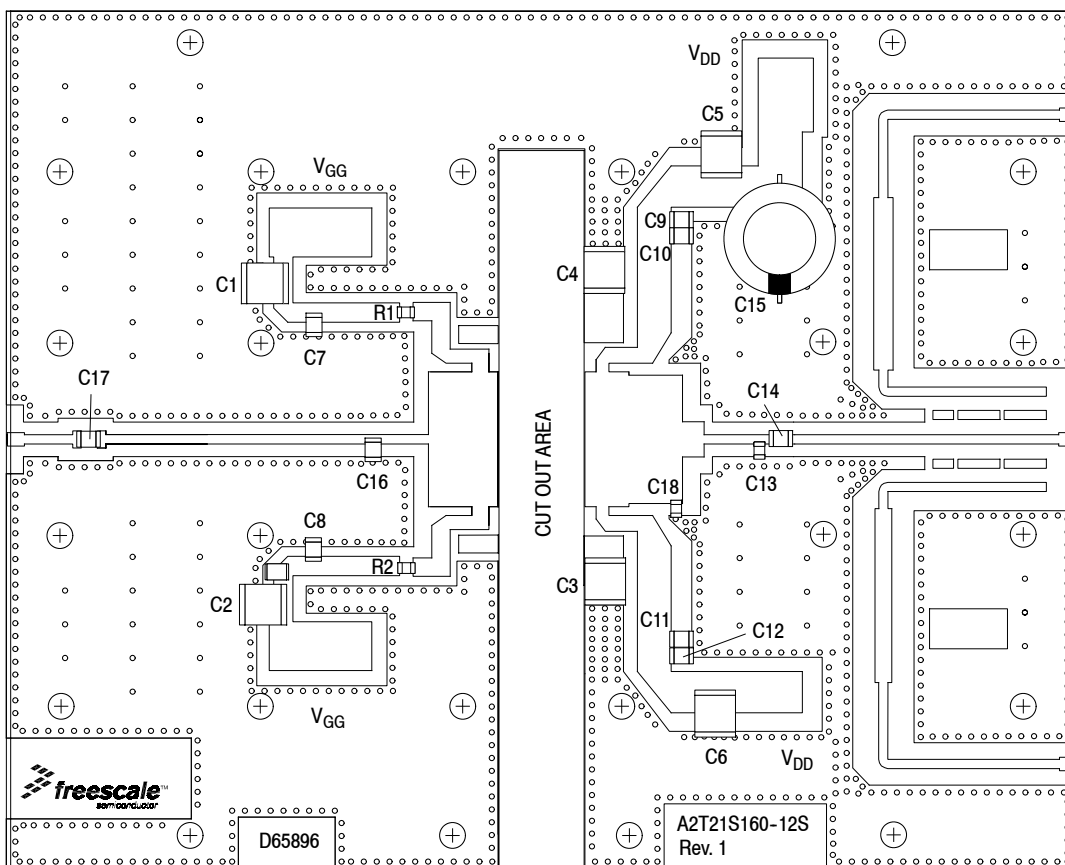 VDD
C5
VGG
C9
C10
C1
C4
R1
C15
C7
C17
C14
CUT OUT AREA
C16
C13
C18
C8
R2
C3
C2
C11
C12
VGG
C6
VDD
freescale™
semiconductor
D65896
A2T21S160-12S
Rev. 1